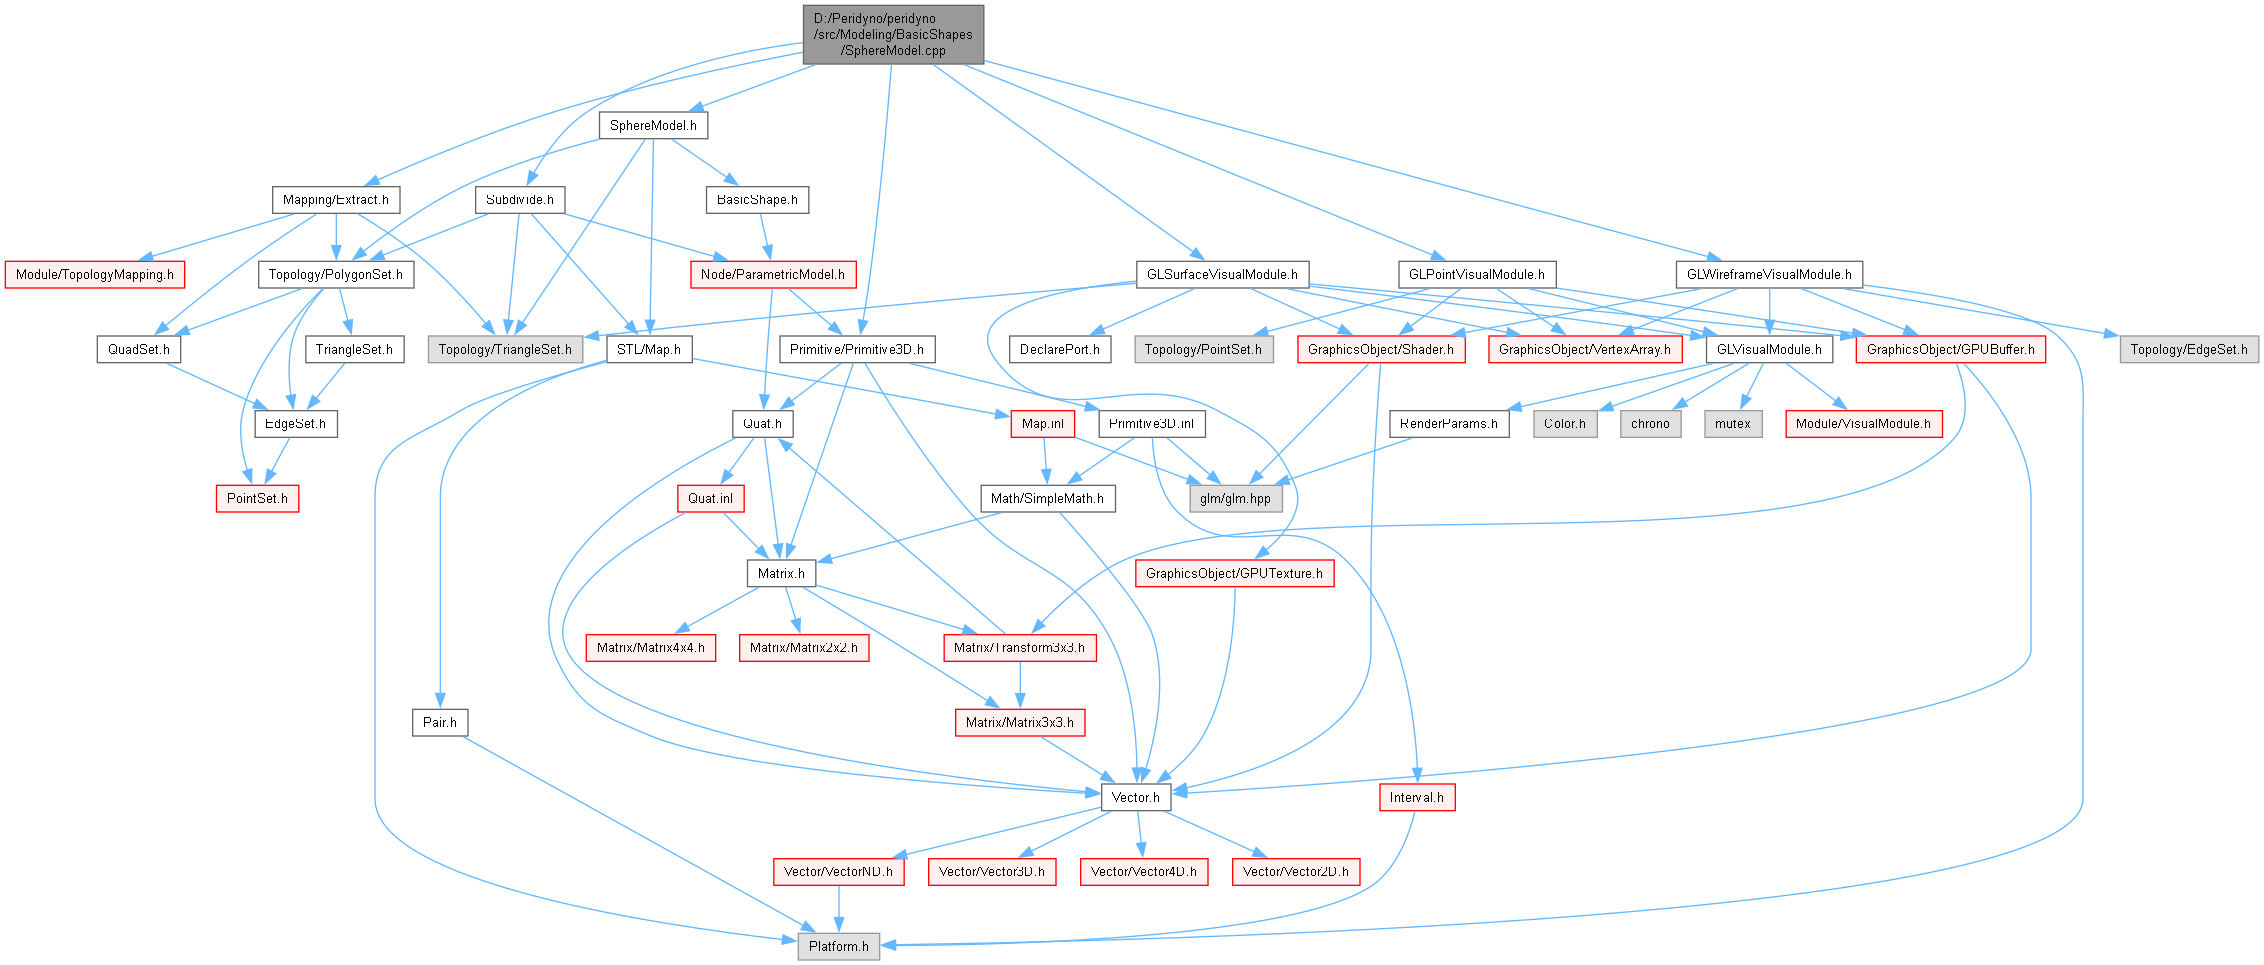 D:/Peridyno/peridyno
/src/Modeling/BasicShapes
/SphereModel.cpp
SphereModel.h
Mapping/Extract.h
Subdivide.h
BasicShape.h
Module/TopologyMapping.h
Topology/PolygonSet.h
Node/ParametricModel.h
GLSurfaceVisualModule.h
GLPointVisualModule.h
GLWireframeVisualModule.h
QuadSet.h
TriangleSet.h
Topology/TriangleSet.h
STL/Map.h
Primitive/Primitive3D.h
DeclarePort.h
Topology/PointSet.h
GraphicsObject/Shader.h
GraphicsObject/VertexArray.h
GLVisualModule.h
GraphicsObject/GPUBuffer.h
Topology/EdgeSet.h
EdgeSet.h
Quat.h
Map.inl
Primitive3D.inl
RenderParams.h
Color.h
chrono
mutex
Module/VisualModule.h
PointSet.h
Quat.inl
Math/SimpleMath.h
glm/glm.hpp
Matrix.h
GraphicsObject/GPUTexture.h
Matrix/Matrix4x4.h
Matrix/Matrix2x2.h
Matrix/Transform3x3.h
Pair.h
Matrix/Matrix3x3.h
Vector.h
Interval.h
Vector/VectorND.h
Vector/Vector3D.h
Vector/Vector4D.h
Vector/Vector2D.h
Platform.h